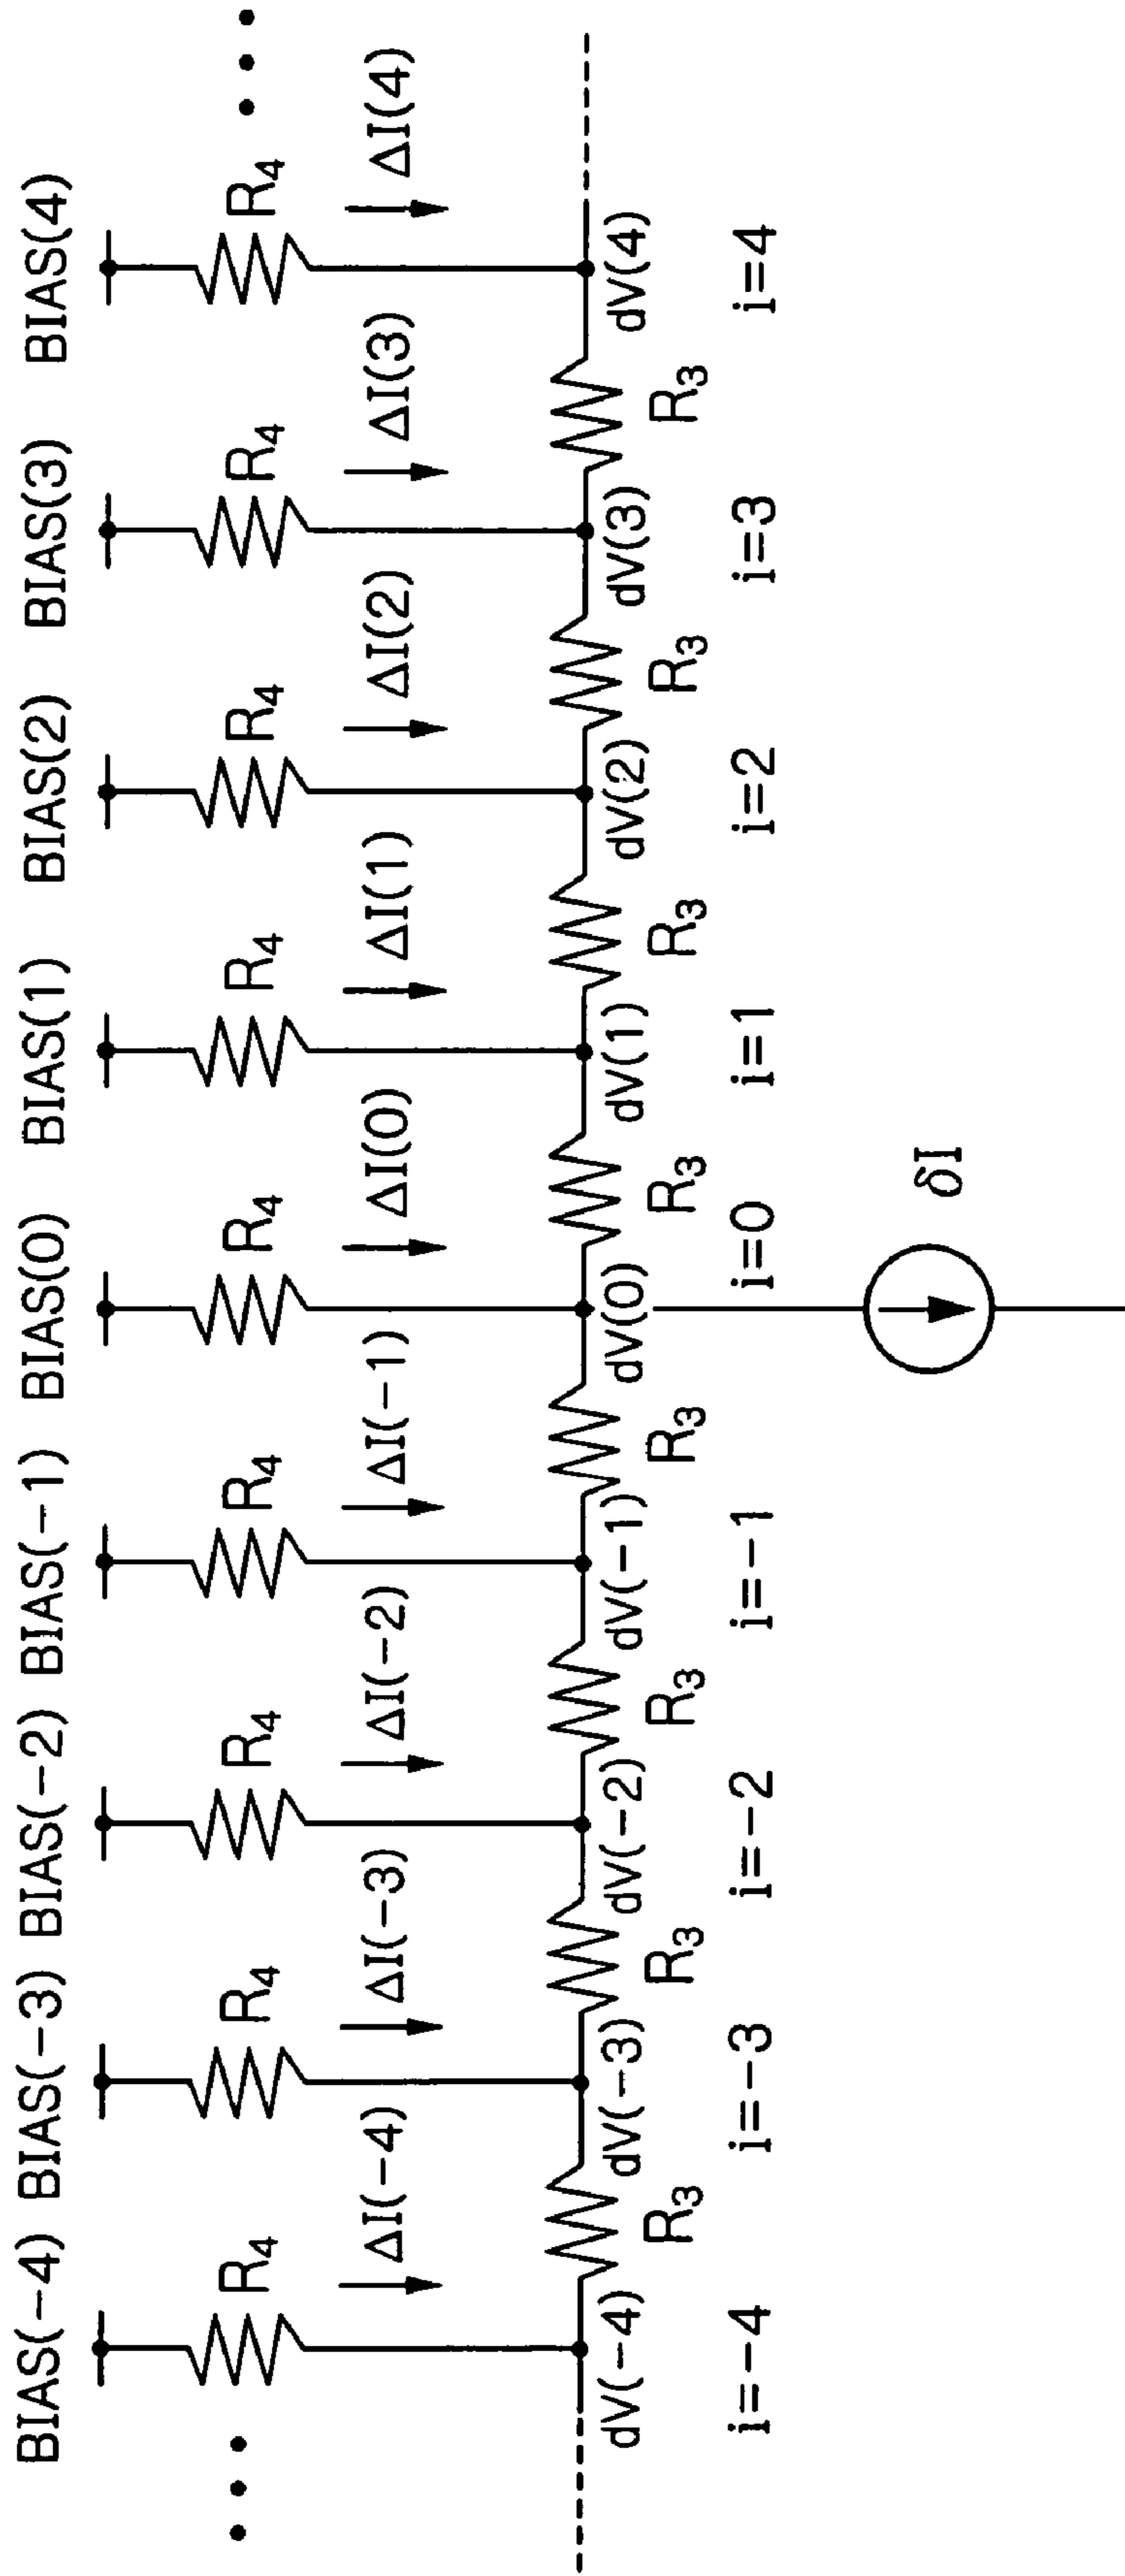 BIAS(-4) BIAS(-3) BIAS(-2) BIAS(-1) BIAS(0) BIAS(1) BIAS(2) BIAS(3) BIAS(4)
R₄ R₄ R₄ R₄ R₄ R₄ R₄ R₄ R₄
ΔI(-4) ΔI(-3) ΔI(-2) ΔI(-1) ΔI(0) ΔI(1) ΔI(2) ΔI(3) ΔI(4)
dV(-4) dV(-3) dV(-2) dV(-1) dV(0) dV(1) dV(2) dV(3) dV(4)
R₃ R₃ R₃ R₃ R₃ R₃ R₃ R₃
i=-4 i=-3 i=-2 i=-1 i=0 i=1 i=2 i=3 i=4
δI